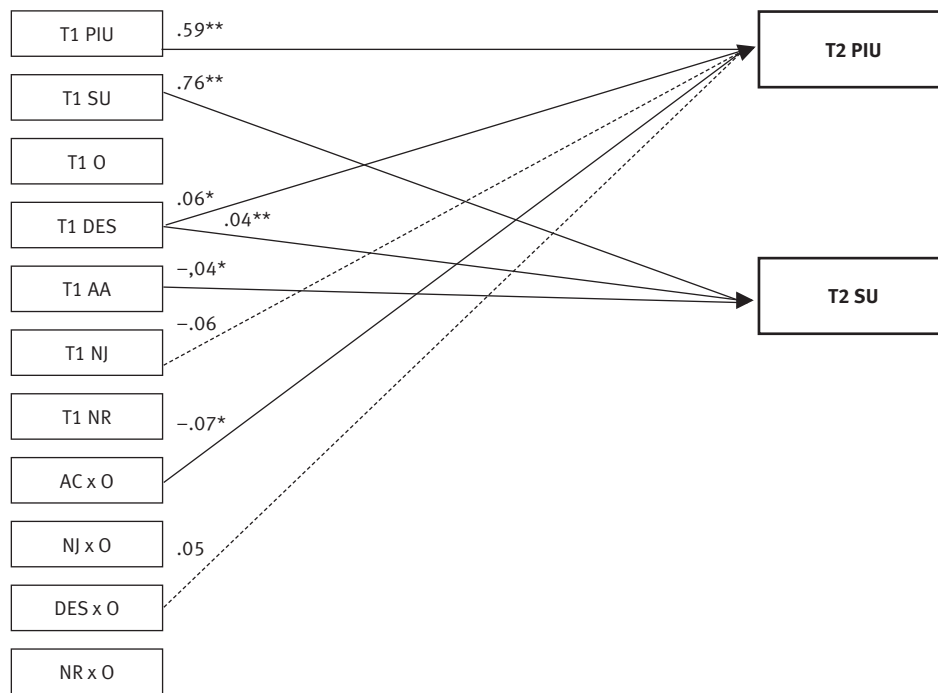 T1 PIU
.59**
T2 PIU
T1 SU
.76**
T1 O
T1 DES
.06*
.04**
T1 AA
−,04*
T2 SU
T1 NJ
−.06
T1 NR
−.07*
AC x O
NJ x O
.05
DES x O
NR x O